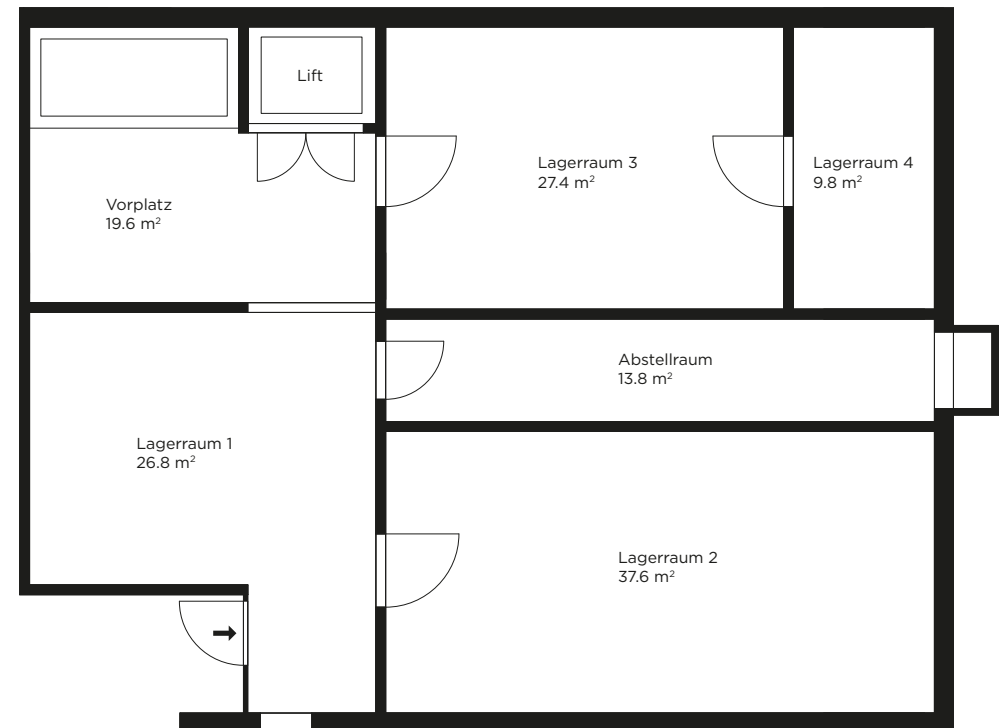 Lift
Lagerraum 3
27.4 m²
Lagerraum 4
9.8 m²
Vorplatz
19.6 m²
Abstellraum
13.8 m²
Lagerraum 1
26.8 m²
Lagerraum 2
37.6 m²